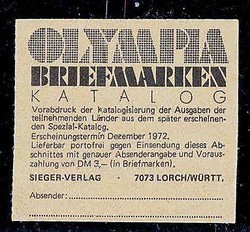 OLYMPIA
BRIEFMARKEN
KATALOG
Vorabdruck der Katalogisierung der Ausgaben der
teilnehmenden Länder aus dem später erscheinen-
den Spezial-Katalog.
Erscheinungstermin Dezember 1972.
Lieferbar portofrei gegen Einsendung dieses Ab-
schnittes mit genauer Absenderangabe und Voraus-
zahlung von DM 3,– (in Briefmarken).
SIEGER-VERLAG · 7073 LORCH/WÜRTT.
Absender: